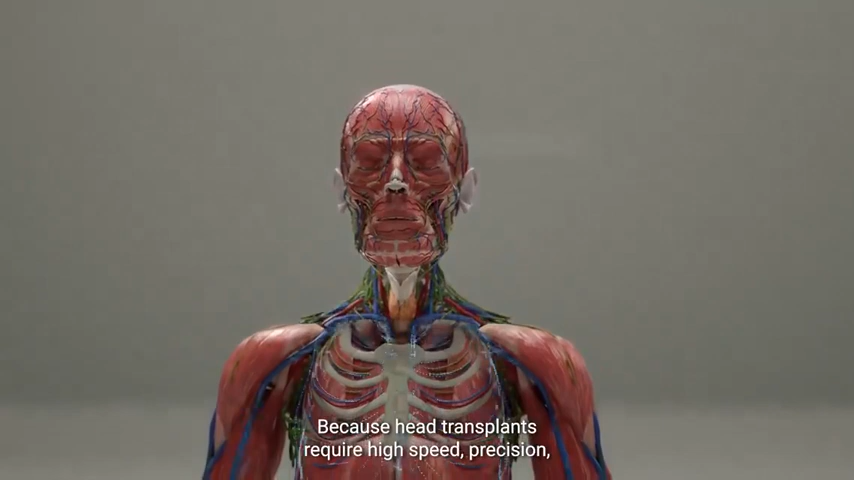 Because head transplants
require high speed, precision,